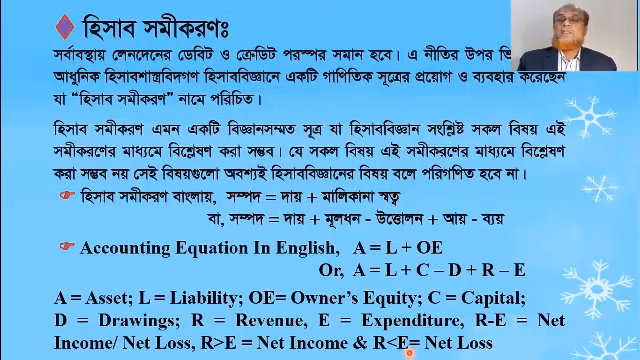 হিসাব সমীকরণঃ
সর্বাবস্থায় লেনদেনের ডেবিট ও ক্রেডিট পরস্পর সমান হবে। এ নীতির উপর
আধুনিক হিসাবশাস্ত্রবিদগণ হিসাববিজ্ঞানে একটি গাণিতিক সূত্রের প্রয়োগ ও ব্যবহার করেছেন
যা “হিসাব সমীকরণ” নামে পরিচিত।
হিসাব সমীকরণ এমন একটি বিজ্ঞানসম্মত সূত্র যা হিসাববিজ্ঞান সংশ্লিষ্ট সকল বিষয় এই
সমীকরণের মাধ্যমে বিশ্লেষণ করা সম্ভব। যে সকল বিষয় এই সমীকরণের মাধ্যমে বিশ্লেষণ
করা সম্ভব নয় সেই বিষয়গুলো অবশ্যই হিসাববিজ্ঞানের বিষয় বলে পরিগণিত হবে না।
হিসাব সমীকরণ বাংলায়, সম্পদ = দায় + মালিকানা স্বত্ব
বা, সম্পদ = দায় + মূলধন - উত্তোলন + আয় - ব্যয়
Accounting Equation In English, A = L + OE
Or, A = L + C – D + R – E
A = Asset; L = Liability; OE= Owner’s Equity; C = Capital;
D = Drawings; R = Revenue, E = Expenditure, R-E = Net
Income/ Net Loss, R>E = Net Income & R<E= Net Loss